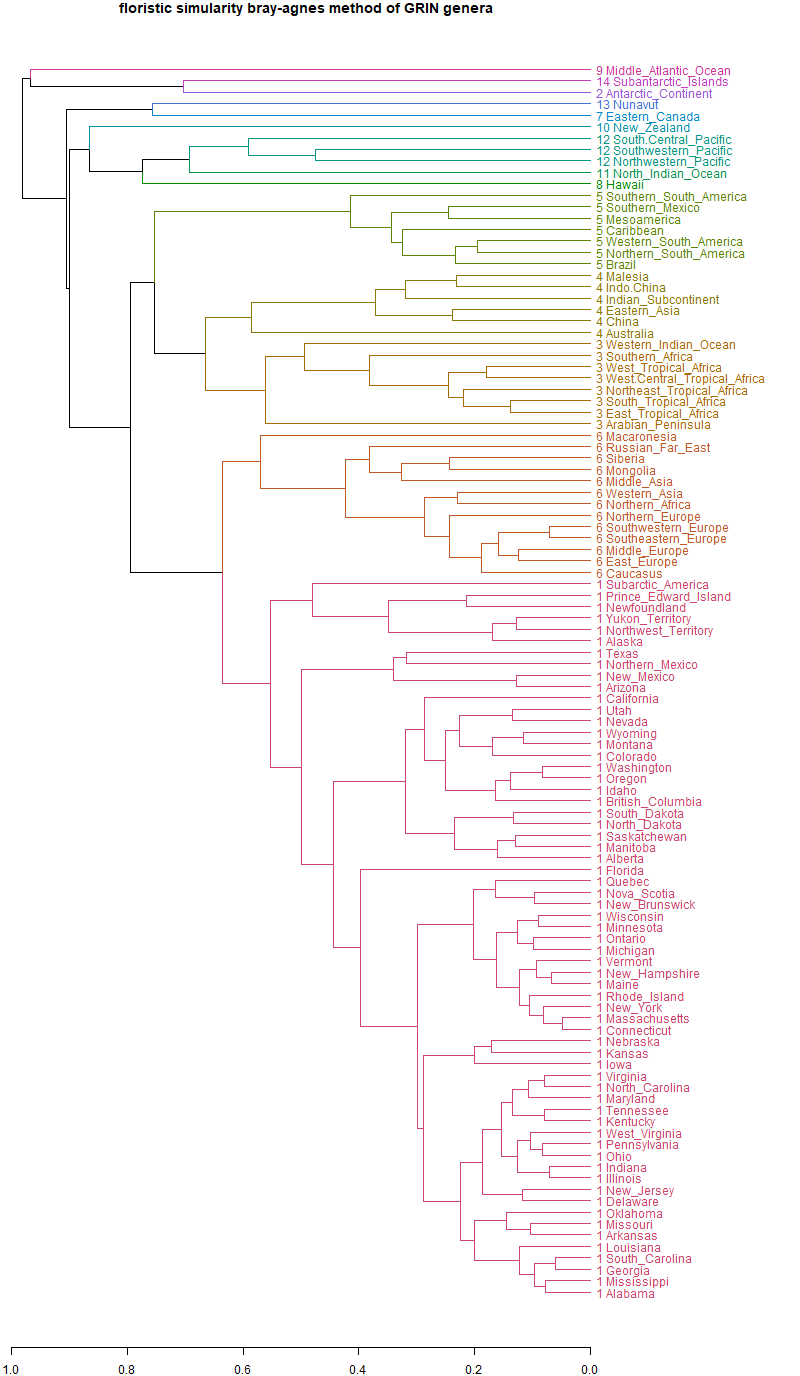 floristic simularity bray-agnes method of GRIN genera
9 Middle_Atlantic_Ocean
14 Subantarctic_Islands
2 Antarctic_Continent
13 Nunavut
7 Eastern_Canada
10 New_Zealand
12 South.Central_Pacific
12 Southwestern_Pacific
12 Northwestern_Pacific
11 North_Indian_Ocean
8 Hawaii
5 Southern_South_America
5 Southern_Mexico
5 Mesoamerica
5 Caribbean
5 Western_South_America
5 Northern_South_America
5 Brazil
4 Malesia
4 Indo.China
4 Indian_Subcontinent
4 Eastern_Asia
4 China
4 Australia
3 Western_Indian_Ocean
3 Southern_Africa
3 West_Tropical_Africa
3 West.Central_Tropical_Africa
3 Northeast_Tropical_Africa
3 South_Tropical_Africa
3 East_Tropical_Africa
3 Arabian_Peninsula
6 Macaronesia
6 Russian_Far_East
6 Siberia
6 Mongolia
6 Middle_Asia
6 Western_Asia
6 Northern_Africa
6 Northern_Europe
6 Southwestern_Europe
6 Southeastern_Europe
6 Middle_Europe
6 East_Europe
6 Caucasus
1 Subarctic_America
1 Prince_Edward_Island
1 Newfoundland
1 Yukon_Territory
1 Northwest_Territory
1 Alaska
1 Texas
1 Northern_Mexico
1 New_Mexico
1 Arizona
1 California
1 Utah
1 Nevada
1 Wyoming
1 Montana
1 Colorado
1 Washington
1 Oregon
1 Idaho
1 British_Columbia
1 South_Dakota
1 North_Dakota
1 Saskatchewan
1 Manitoba
1 Alberta
1 Florida
1 Quebec
1 Nova_Scotia
1 New_Brunswick
1 Wisconsin
1 Minnesota
1 Ontario
1 Michigan
1 Vermont
1 New_Hampshire
1 Maine
1 Rhode_Island
1 New_York
1 Massachusetts
1 Connecticut
1 Nebraska
1 Kansas
1 Iowa
1 Virginia
1 North_Carolina
1 Maryland
1 Tennessee
1 Kentucky
1 West_Virginia
1 Pennsylvania
1 Ohio
1 Indiana
1 Illinois
1 New_Jersey
1 Delaware
1 Oklahoma
1 Missouri
1 Arkansas
1 Louisiana
1 South_Carolina
1 Georgia
1 Mississippi
1 Alabama
1.0 0.8 0.6 0.4 0.2 0.0